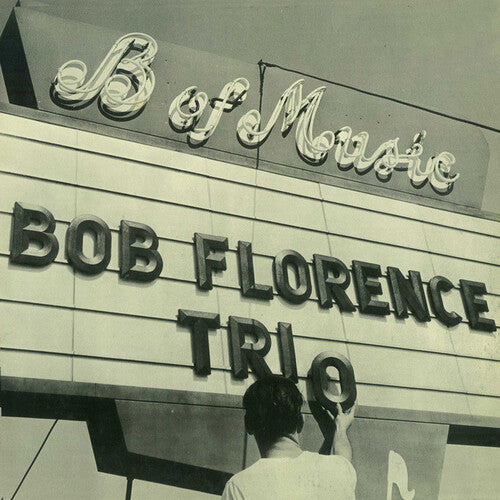 B of Music
BOB FLORENCE
TRIO